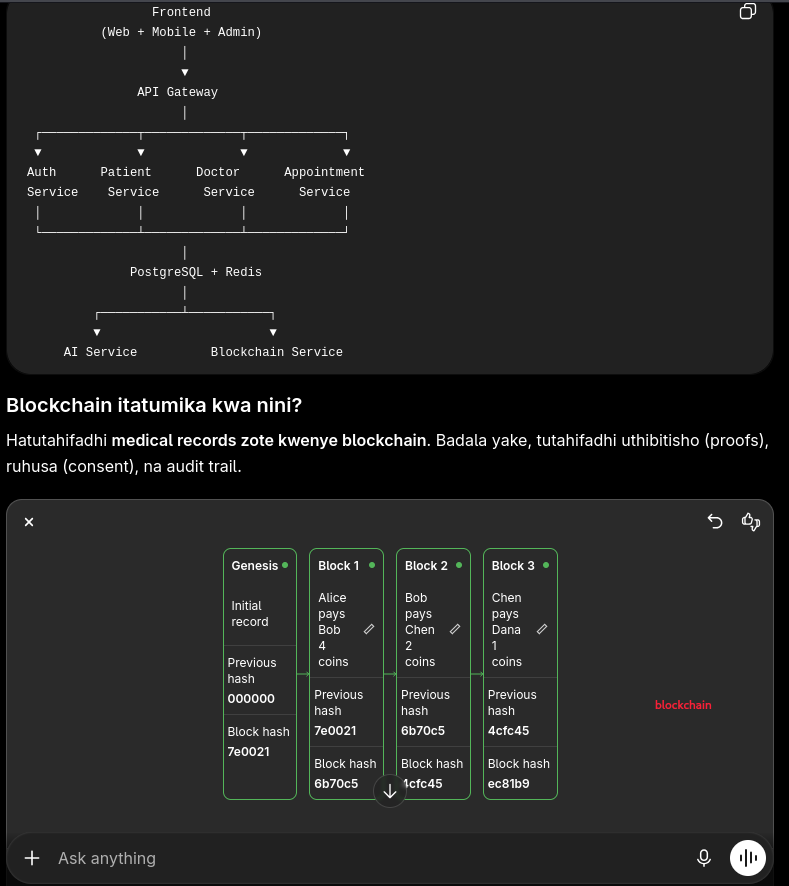 Frontend
(Web + Mobile + Admin)
API Gateway
Auth Patient Doctor Appointment
Service Service Service Service
PostgreSQL + Redis
AI Service Blockchain Service
Blockchain itatumika kwa nini?
Hatutahifadhi medical records zote kwenye blockchain. Badala yake, tutahifadhi uthibitisho (proofs),
ruhusa (consent), na audit trail.
Genesis
Initial
record
Previous
hash
000000
Block hash
7e0021
Block 1
Alice
pays
Bob
4
coins
Previous
hash
7e0021
Block hash
6b70c5
Block 2
Bob
pays
Chen
2
coins
Previous
hash
6b70c5
Block hash
4cfc45
Block 3
Chen
pays
Dana
1
coins
Previous
hash
4cfc45
Block hash
ec81b9
blockchain
Ask anything